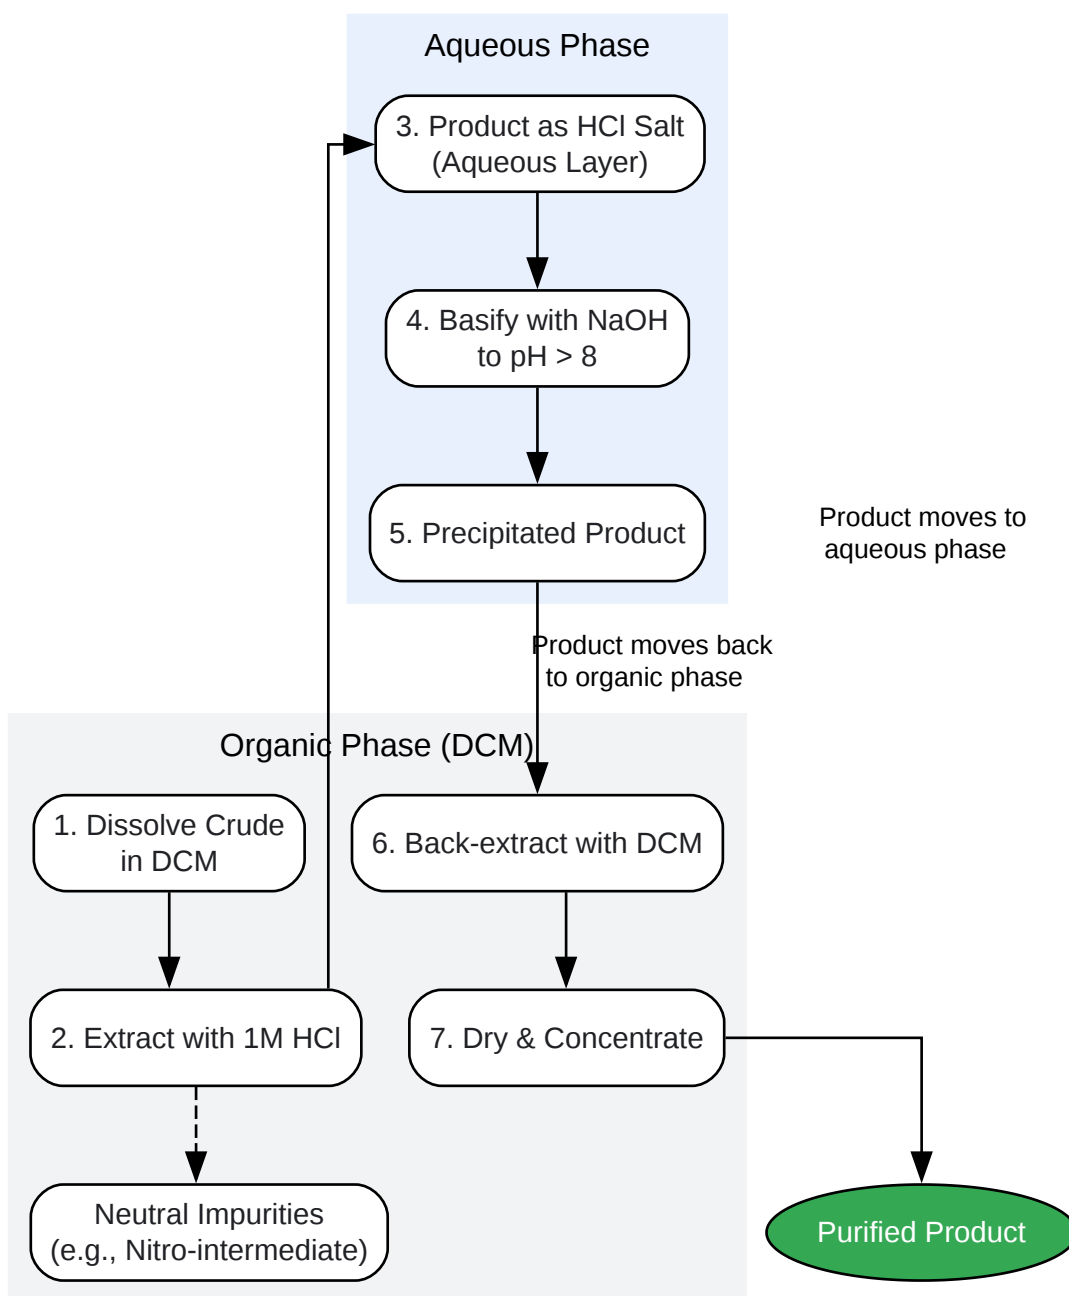 Aqueous Phase
3. Product as HCl Salt
(Aqueous Layer)
4. Basify with NaOH
to pH > 8
5. Precipitated Product
Product moves to
aqueous phase
Product moves back
to organic phase
Organic Phase (DCM)
1. Dissolve Crude
in DCM
6. Back-extract with DCM
2. Extract with 1M HCl
7. Dry & Concentrate
Neutral Impurities
(e.g., Nitro-intermediate)
Purified Product